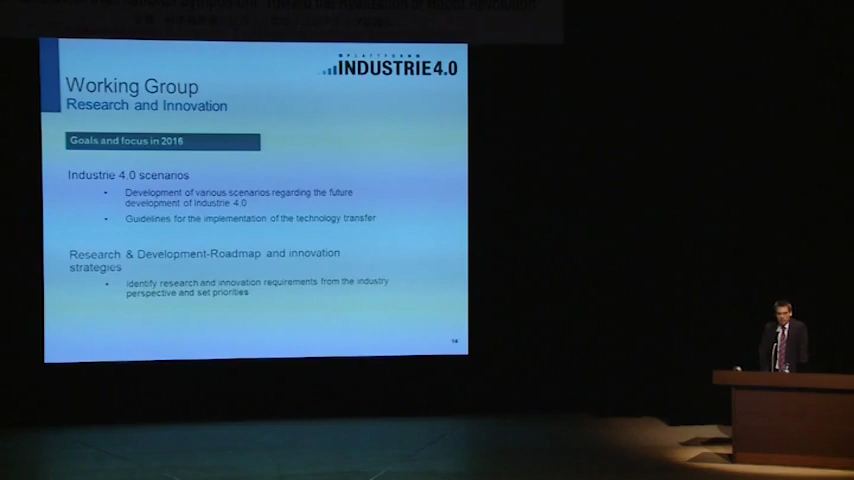 PLATTFORM
INDUSTRIE 4.0
Working Group
Research and Innovation
Goals and focus in 2016
Industrie 4.0 scenarios
• Development of various scenarios regarding the future
development of Industrie 4.0
• Guidelines for the implementation of the technology transfer
Research & Development-Roadmap and innovation
strategies
• Identify research and innovation requirements from the industry
perspective and set priorities
14